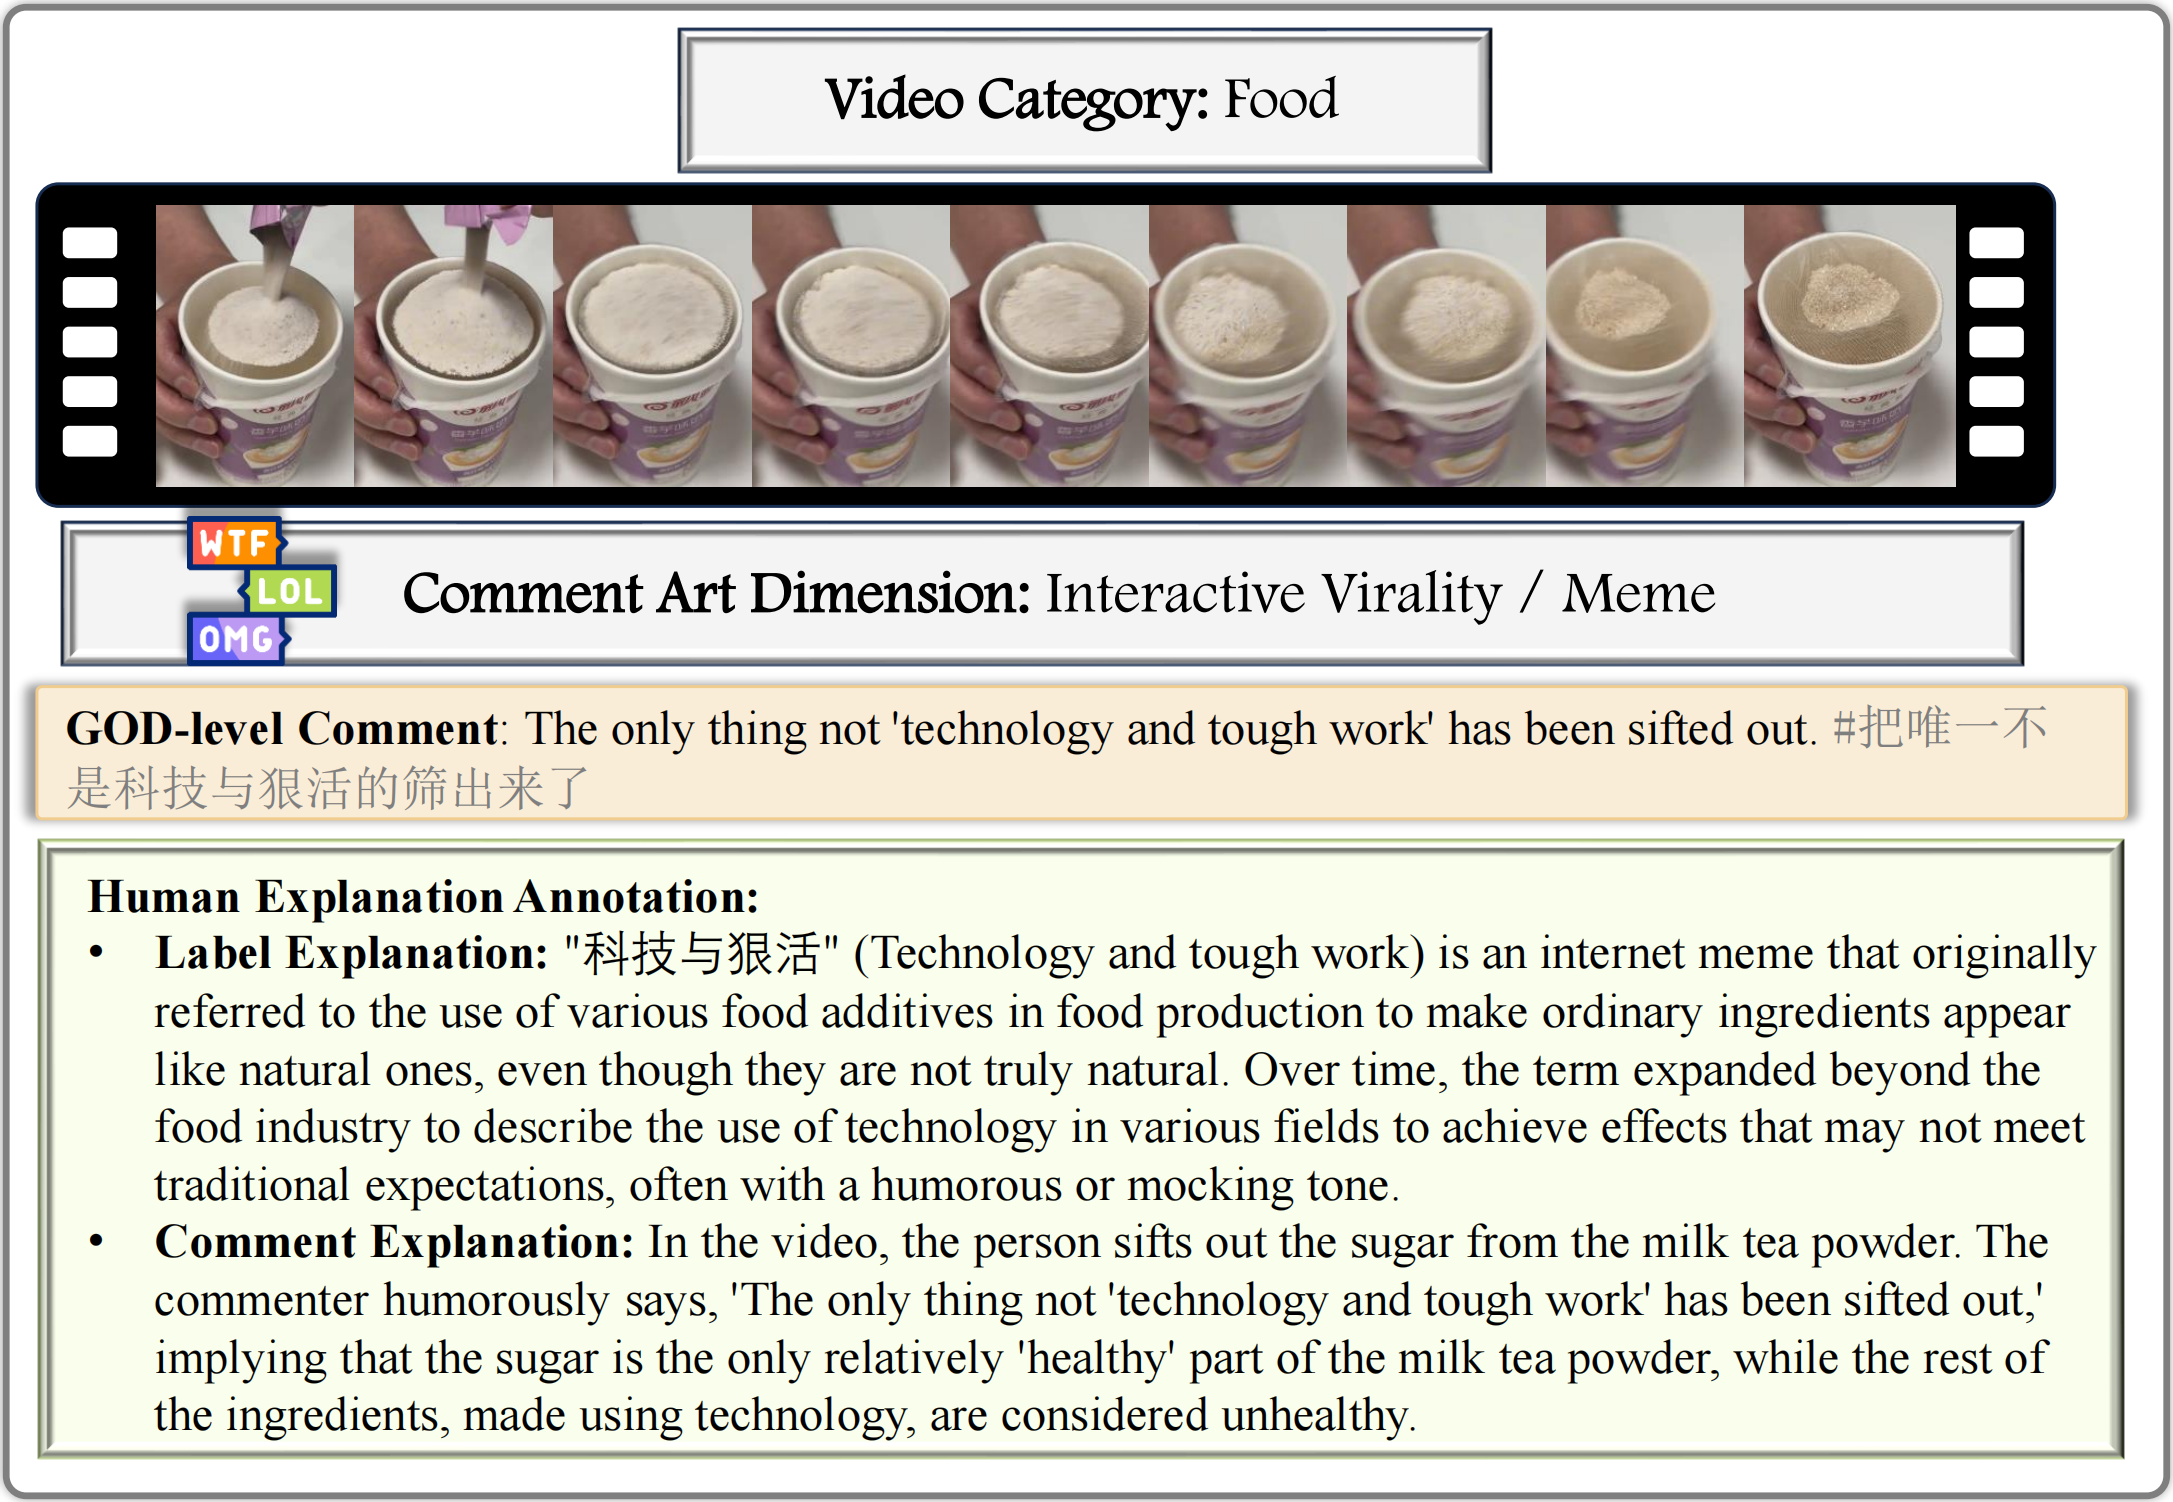 Video Category: Food
WTF
LOL
OMG
Comment Art Dimension: Interactive Virality / Meme
GOD-level Comment: The only thing not 'technology and tough work' has been sifted out. #把唯一不
是科技与狠活的筛出来了
Human Explanation Annotation:
• Label Explanation: "科技与狠活" (Technology and tough work) is an internet meme that originally
referred to the use of various food additives in food production to make ordinary ingredients appear
like natural ones, even though they are not truly natural. Over time, the term expanded beyond the
food industry to describe the use of technology in various fields to achieve effects that may not meet
traditional expectations, often with a humorous or mocking tone.
• Comment Explanation: In the video, the person sifts out the sugar from the milk tea powder. The
commenter humorously says, 'The only thing not 'technology and tough work' has been sifted out,'
implying that the sugar is the only relatively 'healthy' part of the milk tea powder, while the rest of
the ingredients, made using technology, are considered unhealthy.